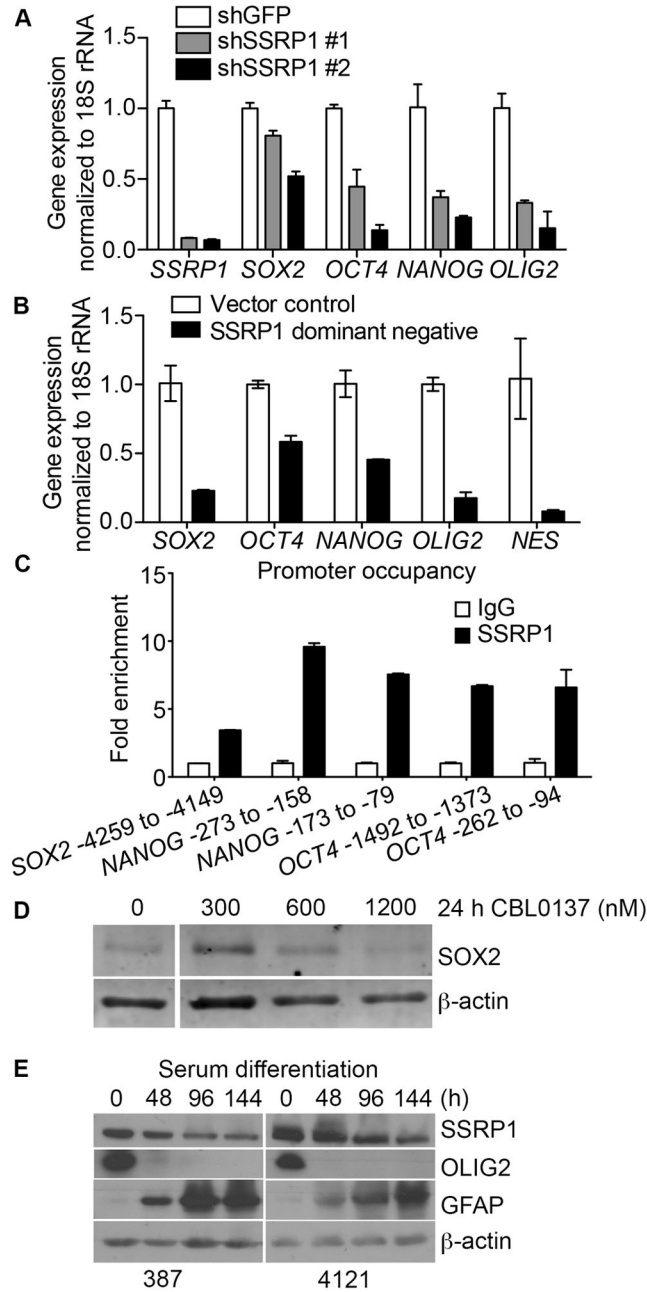 A
shGFP
shSSRP1 #1
shSSRP1 #2
Gene expression
normalized to 18S rRNA
1.5
1.0
0.5
0.0
SSRP1 SOX2 OCT4 NANOG OLIG2
B
Vector control
SSRP1 dominant negative
Gene expression
normalized to 18S rRNA
1.5
1.0
0.5
0.0
SOX2 OCT4 NANOG OLIG2 NES
C
Promoter occupancy
IgG
SSRP1
Fold enrichment
15
10
5
0
SOX2 -4259 to -4149
NANOG -273 to -158
NANOG -173 to -79
OCT4 -1492 to -1373
OCT4 -262 to -94
D
0 300 600 1200 24 h CBL0137 (nM)
SOX2
β-actin
E
Serum differentiation
0 48 96 144 0 48 96 144 (h)
SSRP1
OLIG2
GFAP
β-actin
387 4121